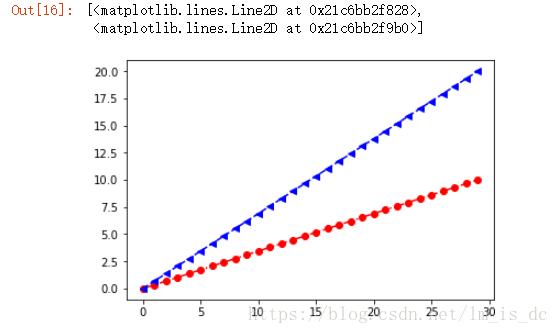 Out[16]: [<matplotlib.lines.Line2D at 0x21c6bb2f828>,
<matplotlib.lines.Line2D at 0x21c6bb2f9b0>]
20.0
17.5
15.0
12.5
10.0
7.5
5.0
2.5
0.0
0 5 10 15 20 25 30
https://blog.csdn.net/lm_is_dc